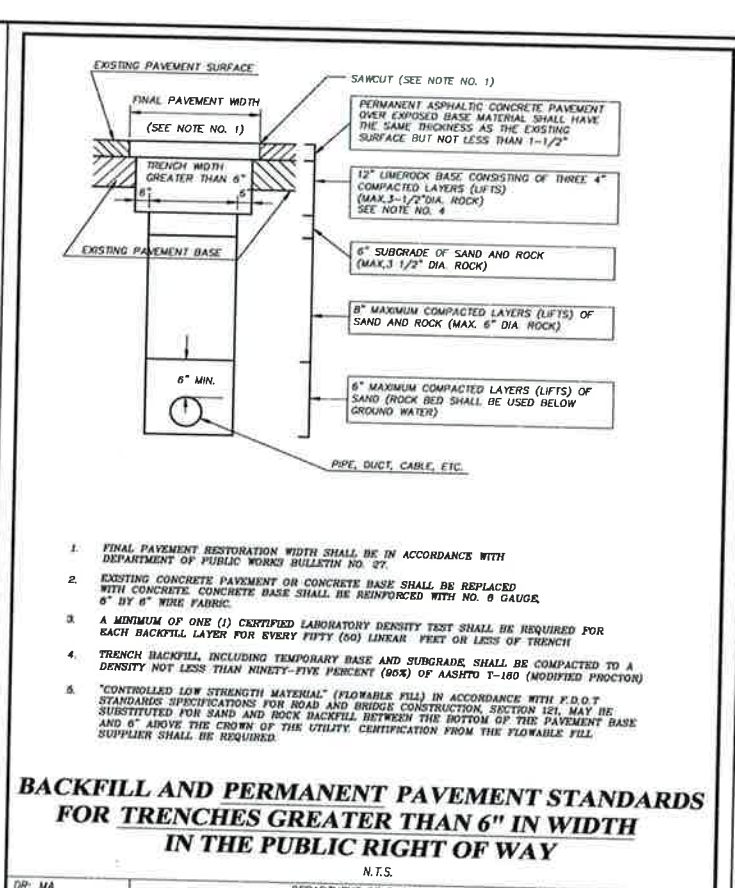 EXISTING PAVEMENT SURFACE
SAWCUT (SEE NOTE NO. 1)
FINAL PAVEMENT WIDTH
(SEE NOTE NO. 1)
PERMANENT ASPHALTIC CONCRETE PAVEMENT
OVER EXPOSED BASE MATERIAL SHALL HAVE
THE SAME THICKNESS AS THE EXISTING
SURFACE BUT NOT LESS THAN 1-1/2"
TRENCH WIDTH
GREATER THAN 6"
6"
6"
12" LIMEROCK BASE CONSISTING OF THREE 4"
COMPACTED LAYERS (LIFTS)
(MAX,3-1/2"DIA. ROCK)
SEE NOTE NO. 4
EXISTING PAVEMENT BASE
6" SUBGRADE OF SAND AND ROCK
(MAX,3 1/2" DIA. ROCK)
8" MAXIMUM COMPACTED LAYERS (LIFTS) OF
SAND AND ROCK (MAX. 6" DIA. ROCK)
6" MIN.
6" MAXIMUM COMPACTED LAYERS (LIFTS) OF
SAND (ROCK BED SHALL BE USED BELOW
GROUND WATER)
PIPE, DUCT, CABLE, ETC.
1. FINAL PAVEMENT RESTORATION WIDTH SHALL BE IN ACCORDANCE WITH
DEPARTMENT OF PUBLIC WORKS BULLETIN NO. 27.
2. EXISTING CONCRETE PAVEMENT OR CONCRETE BASE SHALL BE REPLACED
WITH CONCRETE. CONCRETE BASE SHALL BE REINFORCED WITH NO. 6 GAUGE,
6" BY 6" WIRE FABRIC.
3. A MINIMUM OF ONE (1) CERTIFIED LABORATORY DENSITY TEST SHALL BE REQUIRED FOR
EACH BACKFILL LAYER FOR EVERY FIFTY (50) LINEAR FEET OR LESS OF TRENCH
4. TRENCH BACKFILL, INCLUDING TEMPORARY BASE AND SUBGRADE, SHALL BE COMPACTED TO A
DENSITY NOT LESS THAN NINETY-FIVE PERCENT (95%) OF AASHTO T-180 (MODIFIED PROCTOR)
5. "CONTROLLED LOW STRENGTH MATERIAL" (FLOWABLE FILL) IN ACCORDANCE WITH F.D.O.T
STANDARDS SPECIFICATIONS FOR ROAD AND BRIDGE CONSTRUCTION, SECTION 121, MAY BE
SUBSTITUTED FOR SAND AND ROCK BACKFILL BETWEEN THE BOTTOM OF THE PAVEMENT BASE
AND 6" ABOVE THE CROWN OF THE UTILITY. CERTIFICATION FROM THE FLOWABLE FILL
SUPPLIER SHALL BE REQUIRED.
BACKFILL AND PERMANENT PAVEMENT STANDARDS
FOR TRENCHES GREATER THAN 6" IN WIDTH
IN THE PUBLIC RIGHT OF WAY
N.T.S.
DR: MA